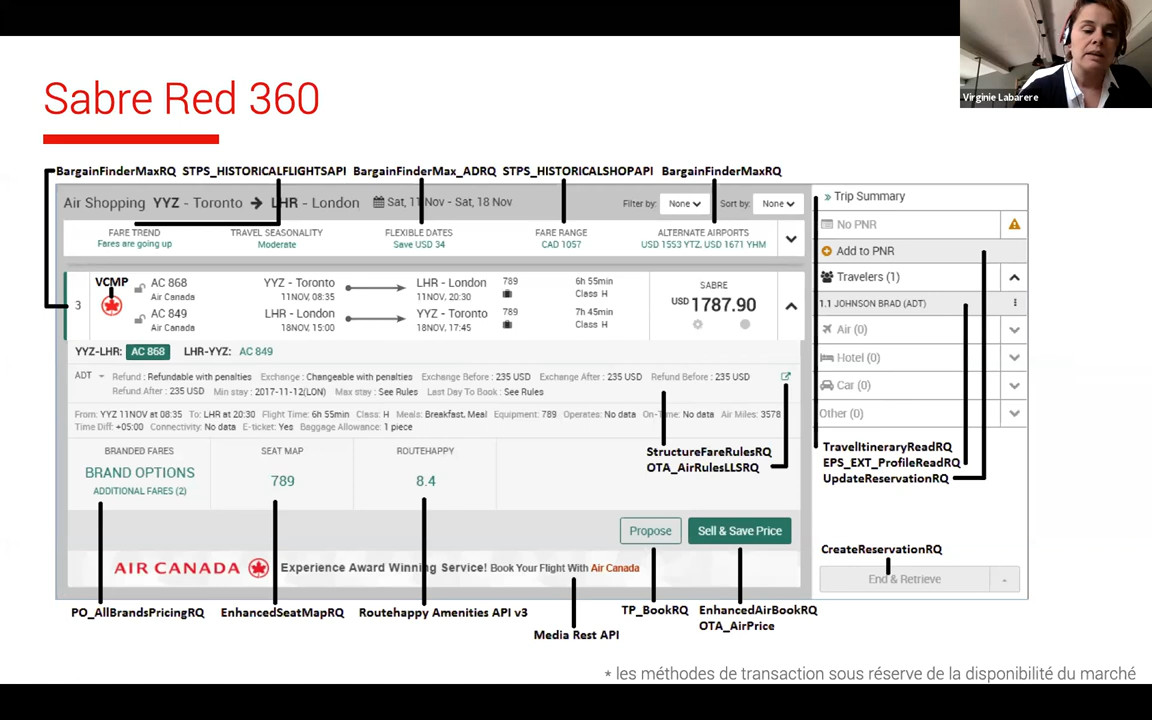 Virginie Labarere
Sabre Red 360
BargainFinderMaxRQ STPS_HISTORICALFLIGHTSAPI BargainFinderMax_ADRQ STPS_HISTORICALSHOPAPI BargainFinderMaxRQ
Air Shopping YYZ - Toronto → LHR - London Sat, 11 Nov - Sat, 18 Nov Filter by: None Sort by: None
FARE TREND TRAVEL SEASONALITY FLEXIBLE DATES FARE RANGE ALTERNATE AIRPORTS
Fares are going up Moderate Save USD 34 CAD 1057 USD 1553 YTZ, USD 1671 YHM
VCMP
3
AC 868 YYZ - Toronto LHR - London 789 6h 55min
Air Canada 11NOV, 08:35 11NOV, 20:30 Class H
AC 849 LHR - London YYZ - Toronto 789 7h 45min
Air Canada 18NOV, 15:00 18NOV, 17:45 Class H
SABRE
USD 1787.90
YYZ-LHR: AC 868 LHR-YYZ: AC 849
ADT Refund : Refundable with penalties Exchange : Changeable with penalties Exchange Before : 235 USD Exchange After : 235 USD Refund Before : 235 USD
Refund After : 235 USD Min stay : 2017-11-12(LON) Max stay : See Rules Last Day To Book : See Rules
From: YYZ 11NOV at 08:35 To: LHR at 20:30 Flight Time: 6h 55min Class: H Meals: Breakfast, Meal Equipment: 789 Operates: No data On-Time: No data Air Miles: 3578
Time Diff: +05:00 Connectivity: No data E-ticket: Yes Baggage Allowance: 1 piece
BRANDED FARES SEAT MAP ROUTEHAPPY
BRAND OPTIONS 789 8.4
ADDITIONAL FARES (2)
StructureFareRulesRQ
OTA_AirRulesLLSRQ
Propose Sell & Save Price
AIR CANADA Experience Award Winning Service! Book Your Flight With Air Canada
» Trip Summary
No PNR
Add to PNR
Travelers (1)
1.1 JOHNSON BRAD (ADT)
Air (0)
Hotel (0)
Car (0)
Other (0)
TravelItineraryReadRQ
EPS_EXT_ProfileReadRQ
UpdateReservationRQ
CreateReservationRQ
End & Retrieve
PO_AllBrandsPricingRQ EnhancedSeatMapRQ Routehappy Amenities API v3 TP_BookRQ EnhancedAirBookRQ
OTA_AirPrice
Media Rest API
* les méthodes de transaction sous réserve de la disponibilité du marché